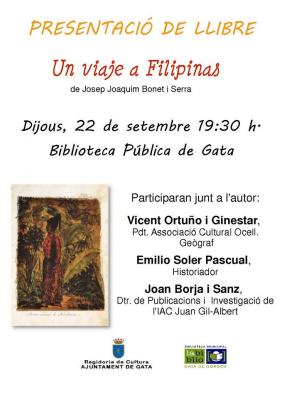 PRESENTACIÓ DE LLIBRE
Un viaje a Filipinas
de Josep Joaquim Bonet i Serra
Dijous, 22 de setembre 19:30 h.
Biblioteca Pública de Gata
Participaran junt a l'autor:
Vicent Ortuño i Ginestar,
Pdt. Associació Cultural Ocell.
Geògraf
Emilio Soler Pascual,
Historiador
Joan Borja i Sanz,
Dtr. de Publicacions i Investigació de
l'IAC Juan Gil-Albert
Regidoria de Cultura
AJUNTAMENT DE GATA
BIBLIOTECA MUNICIPAL
la bi
biblio
GATA DE GORGOS